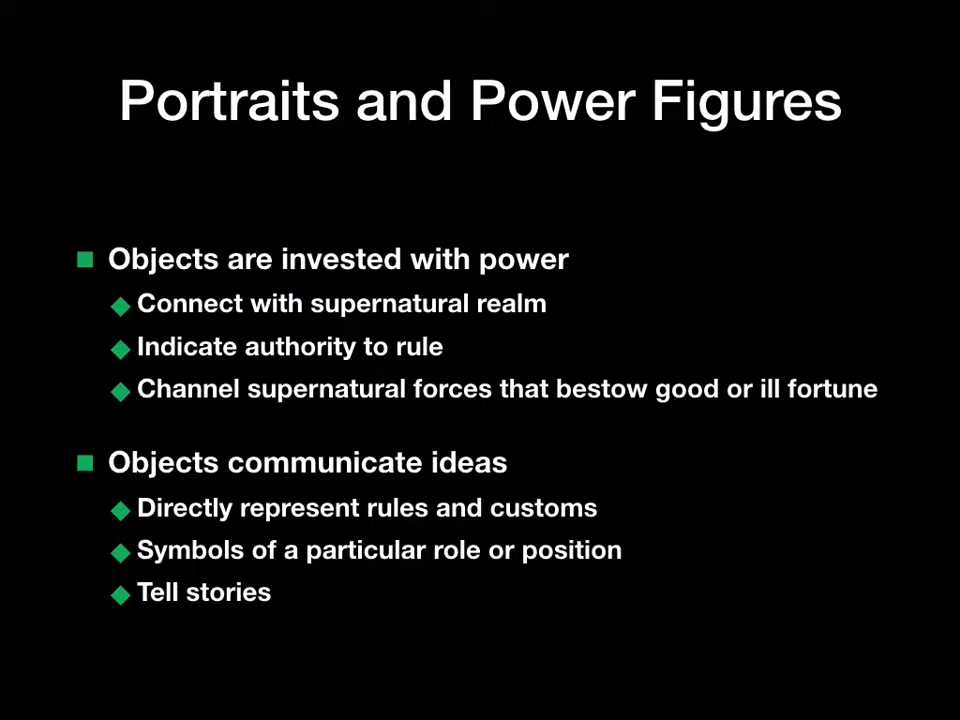 Portraits and Power Figures
Objects are invested with power
Connect with supernatural realm
Indicate authority to rule
Channel supernatural forces that bestow good or ill fortune
Objects communicate ideas
Directly represent rules and customs
Symbols of a particular role or position
Tell stories